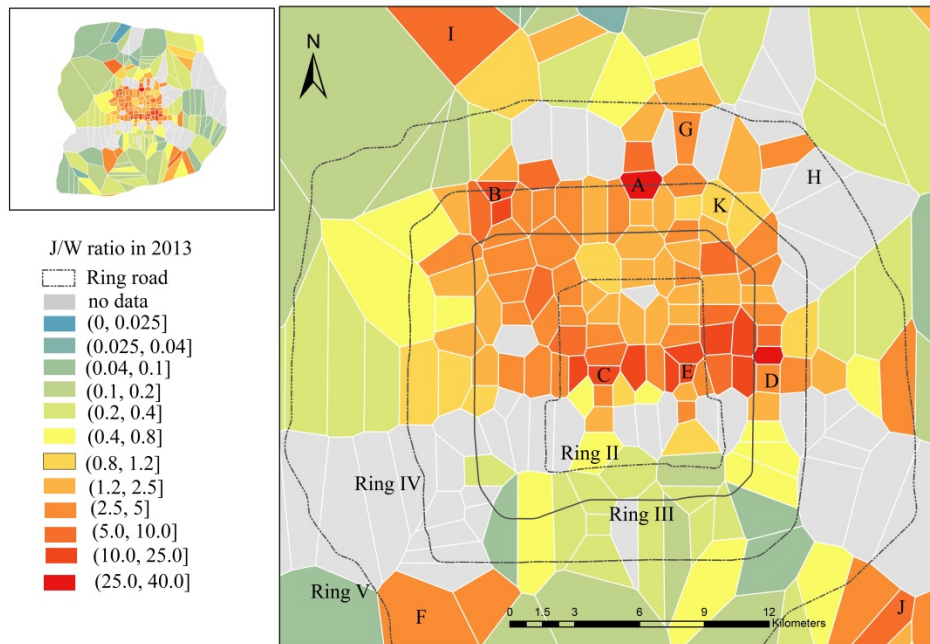 J/W ratio in 2013
Ring road
no data
(0, 0.025]
(0.025, 0.04]
(0.04, 0.1]
(0.1, 0.2]
(0.2, 0.4]
(0.4, 0.8]
(0.8, 1.2]
(1.2, 2.5]
(2.5, 5]
(5.0, 10.0]
(10.0, 25.0]
(25.0, 40.0]
N
I
G
H
A
B
K
C
E
D
Ring II
Ring IV
Ring III
Ring V
F
J
0 1.5 3 6 9 12
Kilometers